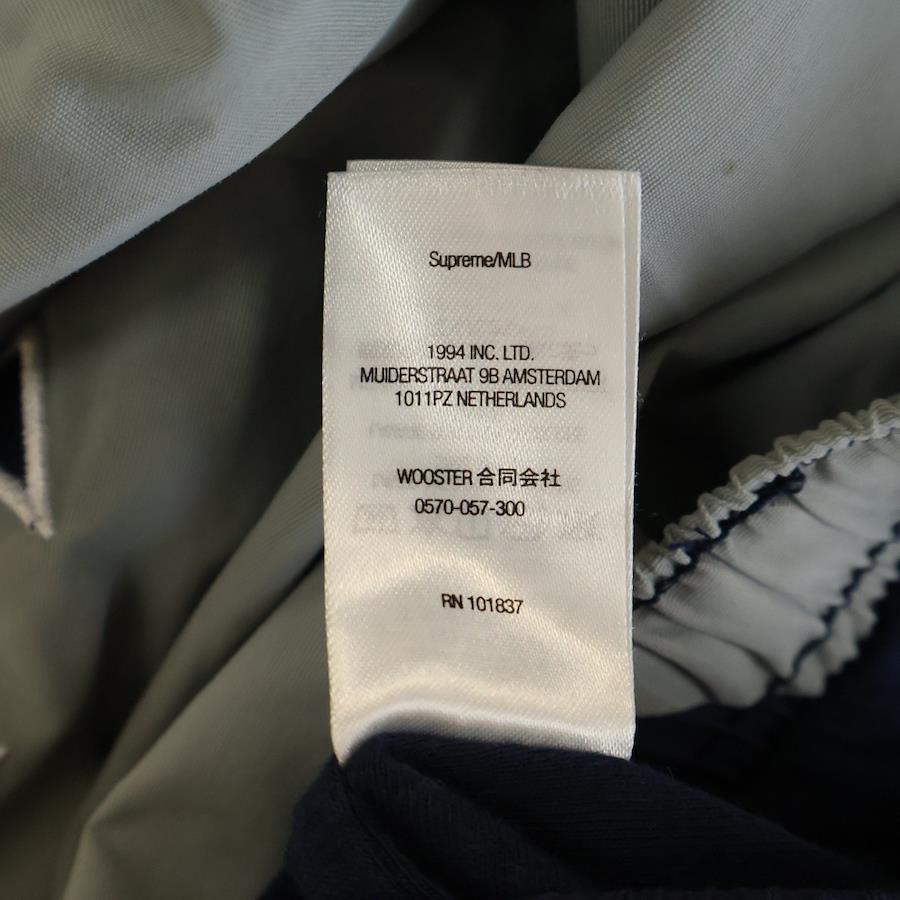 Supreme/MLB
1994 INC. LTD.
MUIDERSTRAAT 9B AMSTERDAM
1011PZ NETHERLANDS
WOOSTER 合同会社
0570-057-300
RN 101837